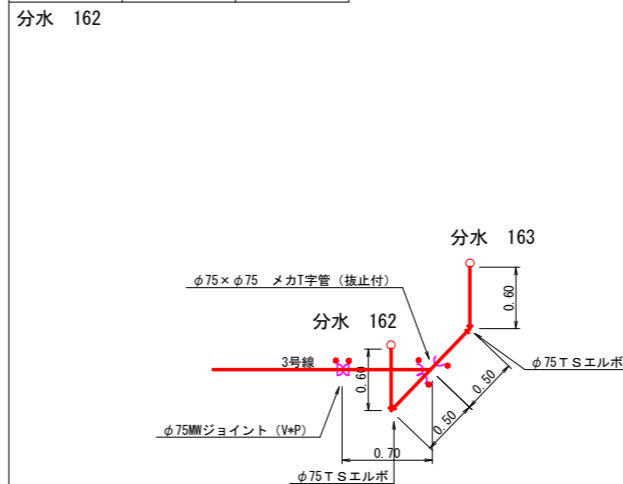 分水 162
分水 163
φ75×φ75 メカT字管（抜止付）
0.60
分水 162
3号線
0.60
φ75TSエルボ
0.50
0.50
φ75MWジョイント（V*P）
0.70
φ75TSエルボ